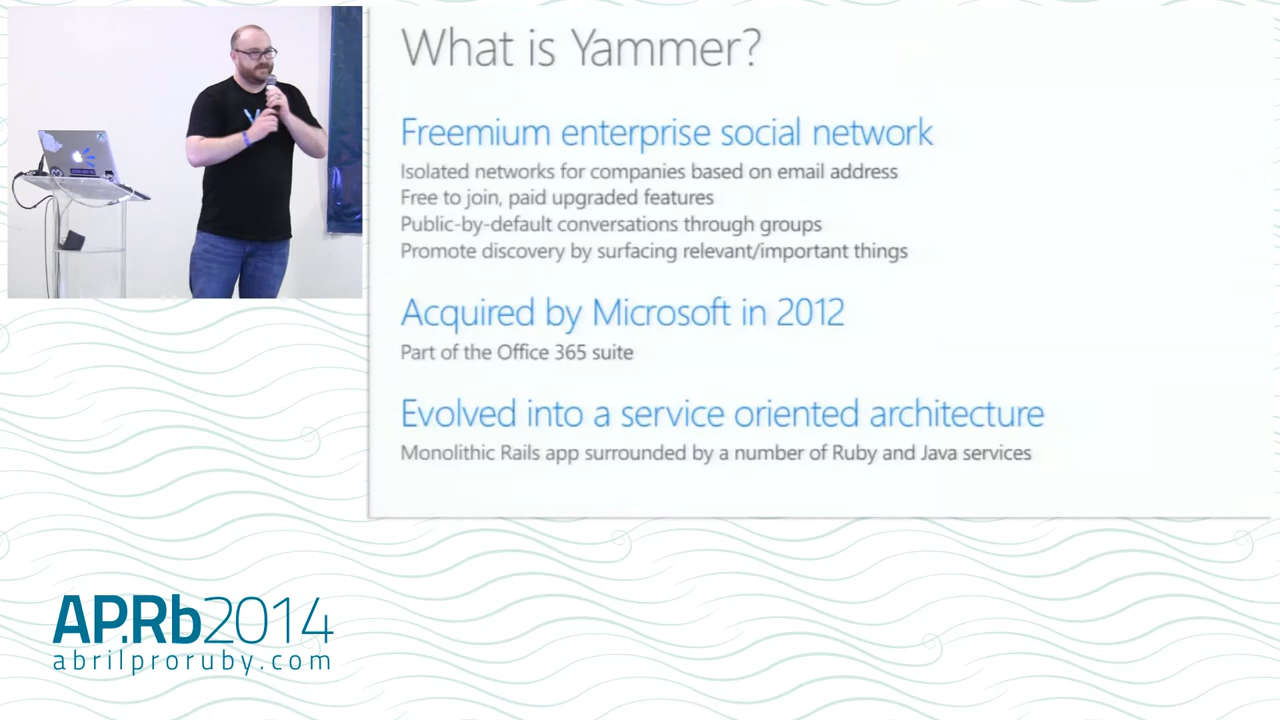 What is Yammer?
Freemium enterprise social network
Isolated networks for companies based on email address
Free to join, paid upgraded features
Public-by-default conversations through groups
Promote discovery by surfacing relevant/important things
Acquired by Microsoft in 2012
Part of the Office 365 suite
Evolved into a service oriented architecture
Monolithic Rails app surrounded by a number of Ruby and Java services
AP.Rb2014
abrilproruby.com